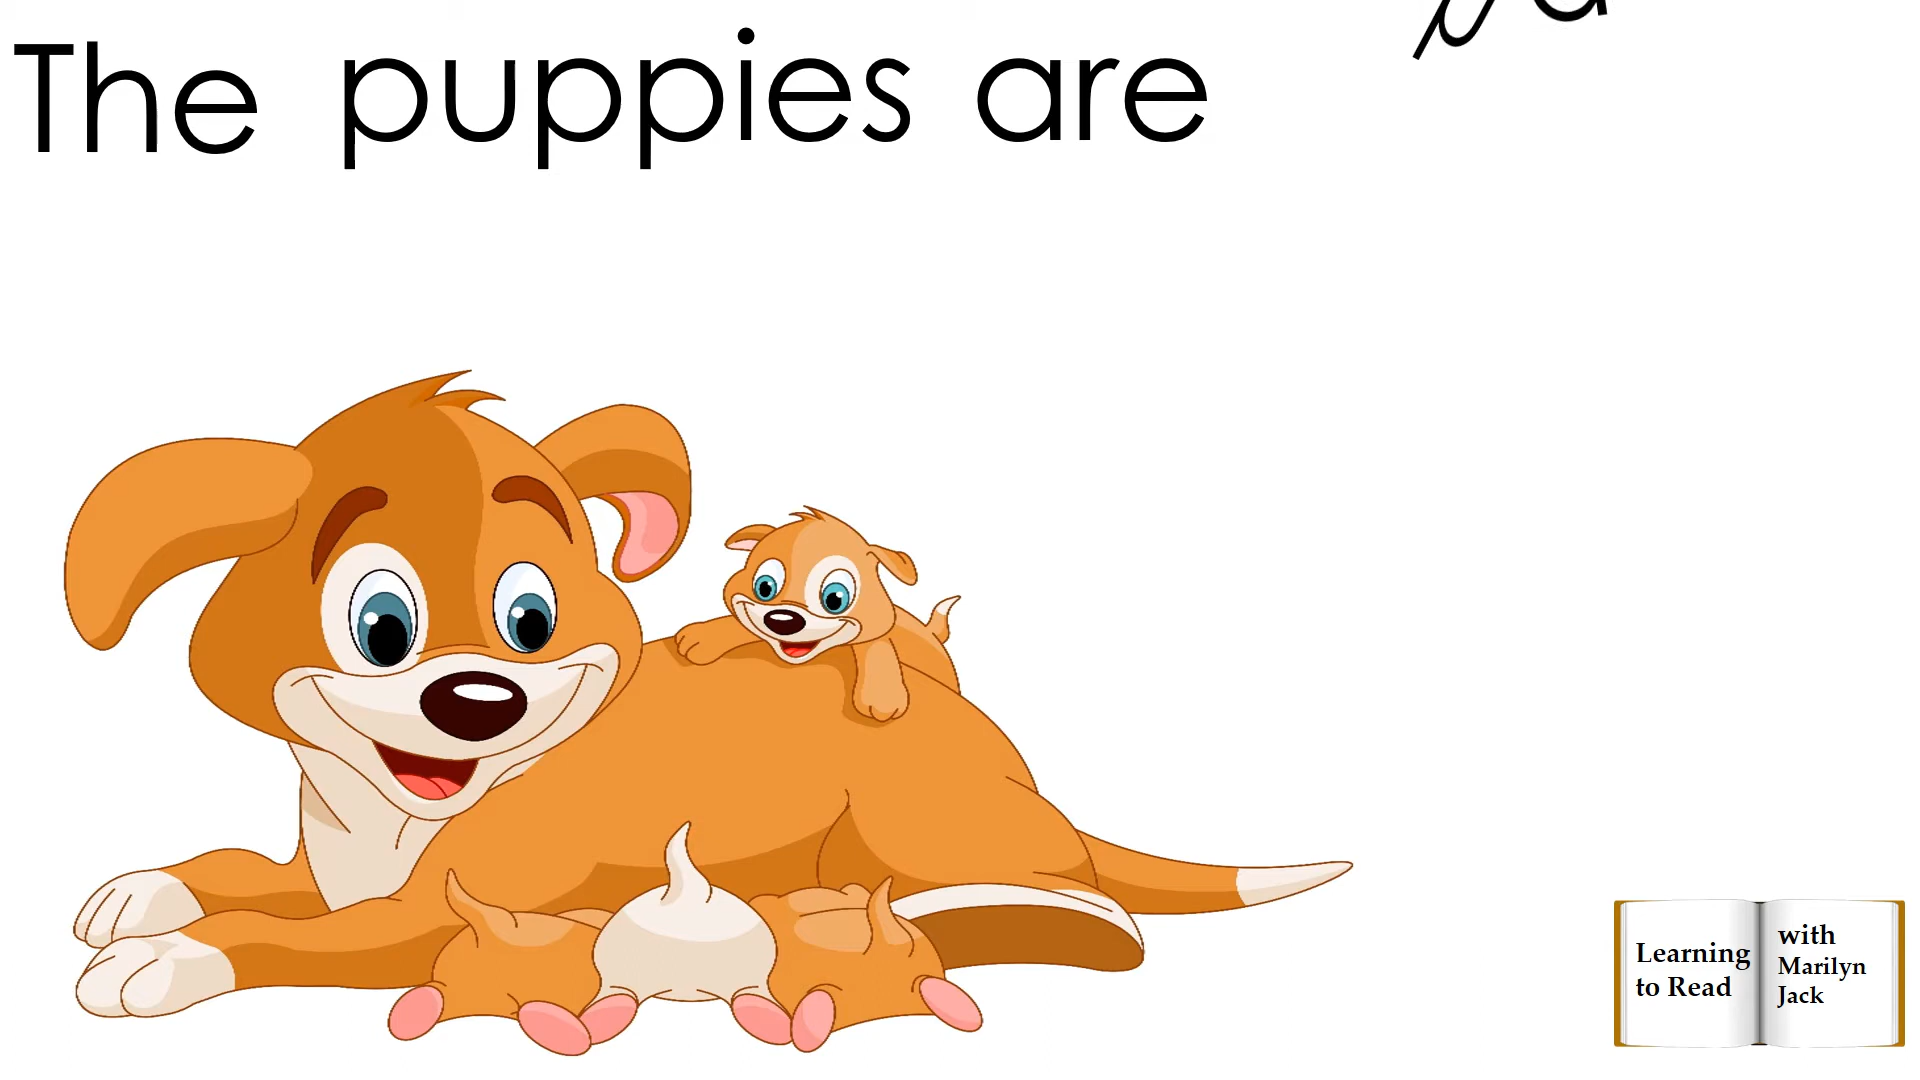 The puppies are
Learning
to Read
with
Marilyn
Jack